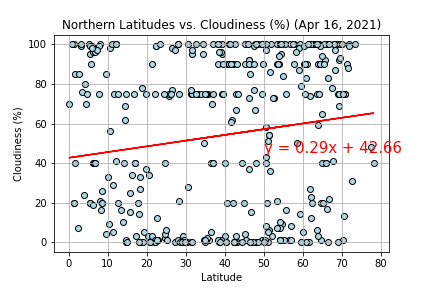 Northern Latitudes vs. Cloudiness (%) (Apr 16, 2021)
100
80
60
40
20
0
Cloudiness (%)
y = 0.29x + 42.66
0 10 20 30 40 50 60 70 80
Latitude